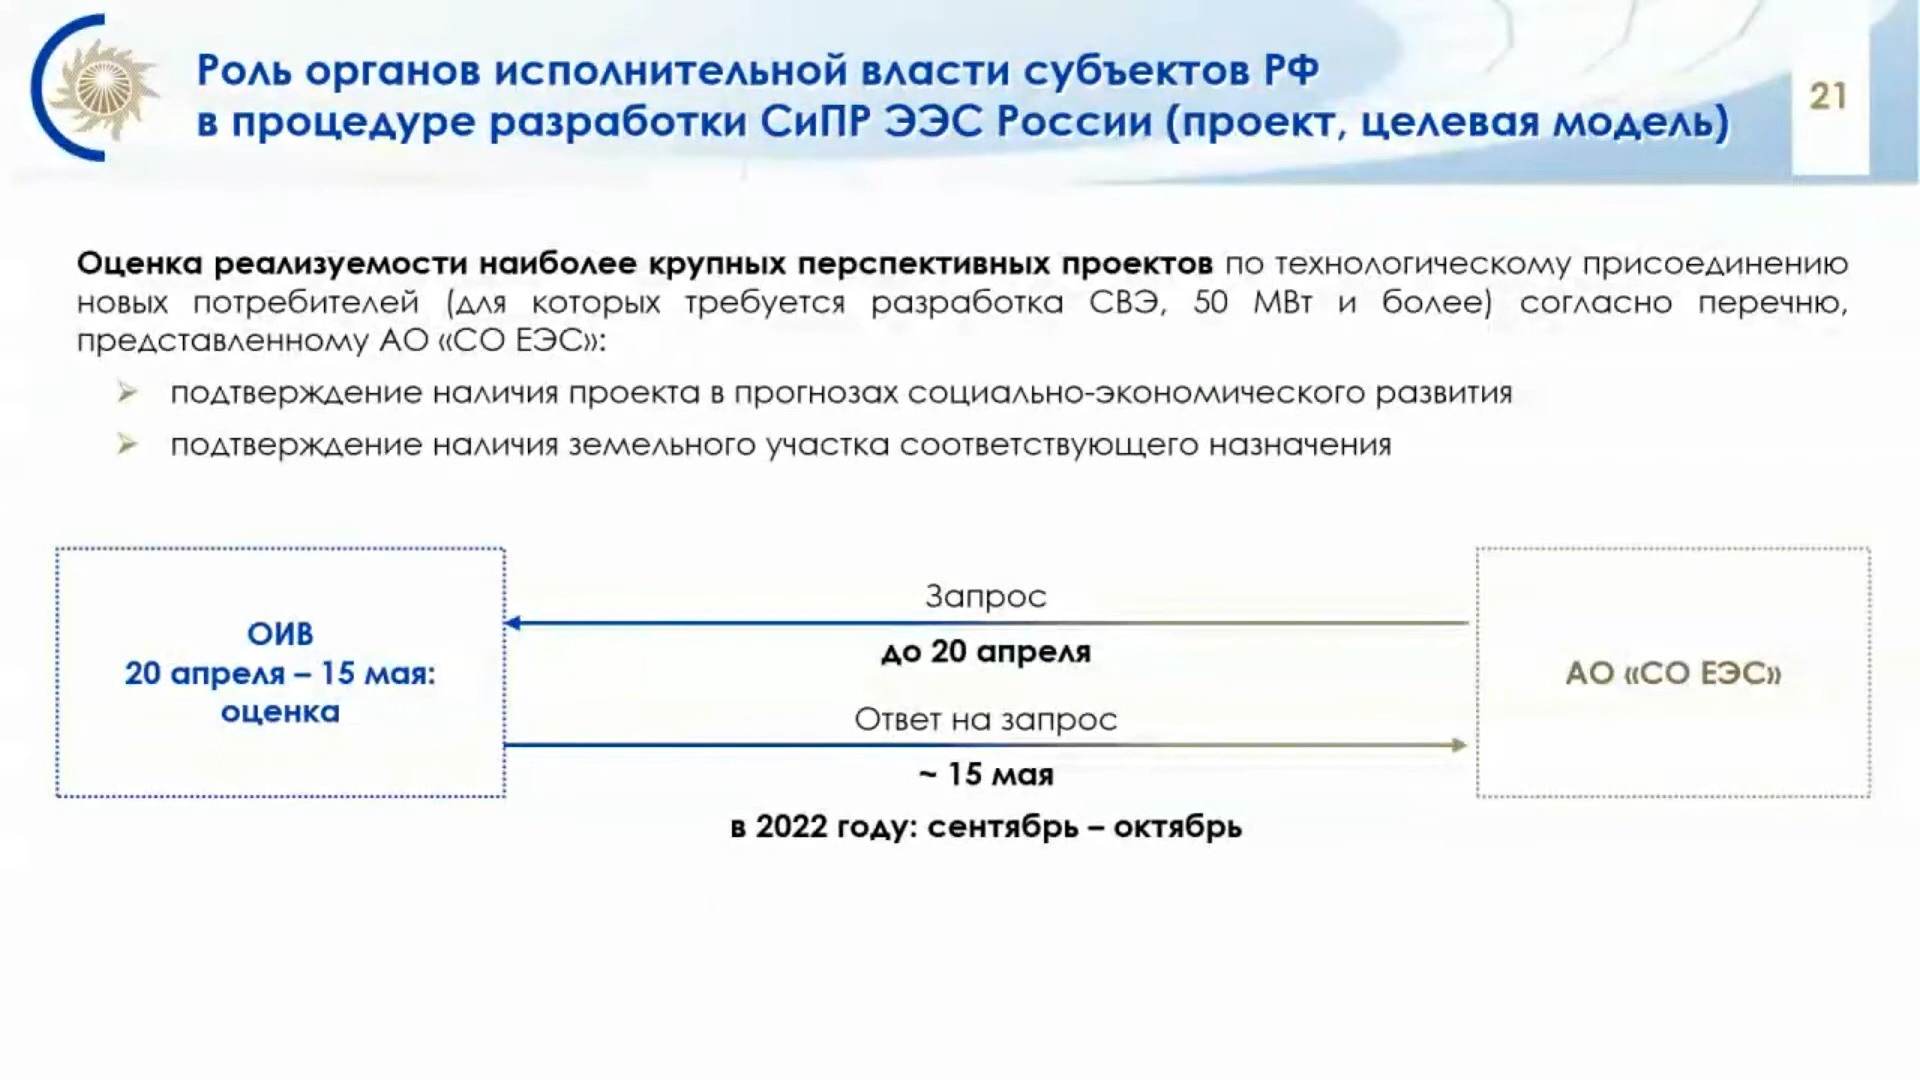 Роль органов исполнительной власти субъектов РФ
в процедуре разработки СиПР ЭЭС России (проект, целевая модель)
21
Оценка реализуемости наиболее крупных перспективных проектов по технологическому присоединению
новых потребителей (для которых требуется разработка СВЭ, 50 МВт и более) согласно перечню,
представленному АО «СО ЕЭС»:
подтверждение наличия проекта в прогнозах социально-экономического развития
подтверждение наличия земельного участка соответствующего назначения
ОИВ
20 апреля – 15 мая:
оценка
Запрос
до 20 апреля
Ответ на запрос
~ 15 мая
в 2022 году: сентябрь – октябрь
АО «СО ЕЭС»